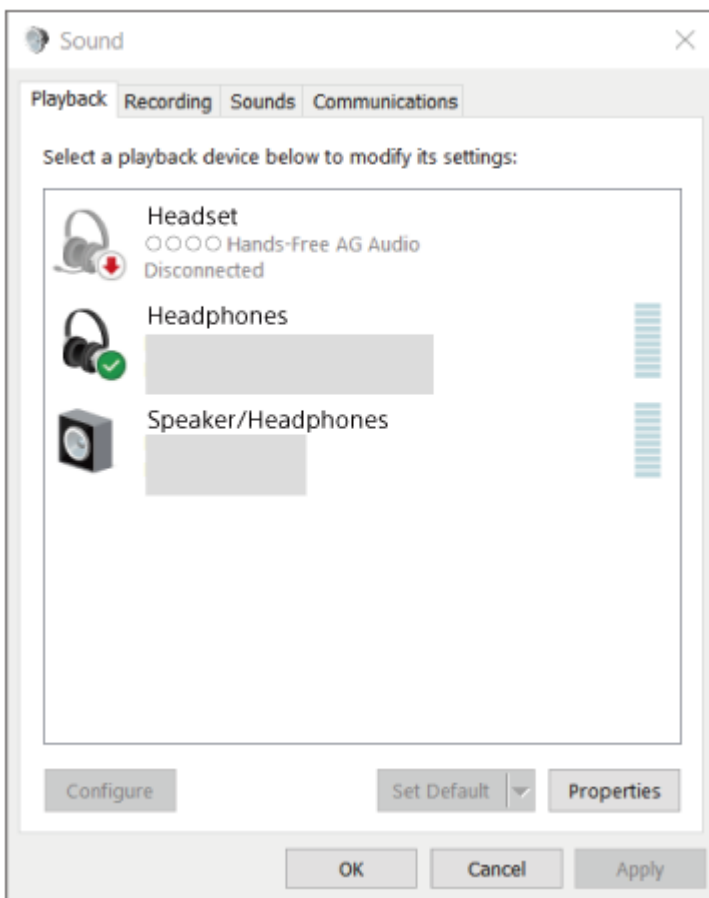 Sound
Playback Recording Sounds Communications
Select a playback device below to modify its settings:
Headset
○○○○ Hands-Free AG Audio
Disconnected
Headphones
Speaker/Headphones
Configure Set Default Properties
OK Cancel Apply